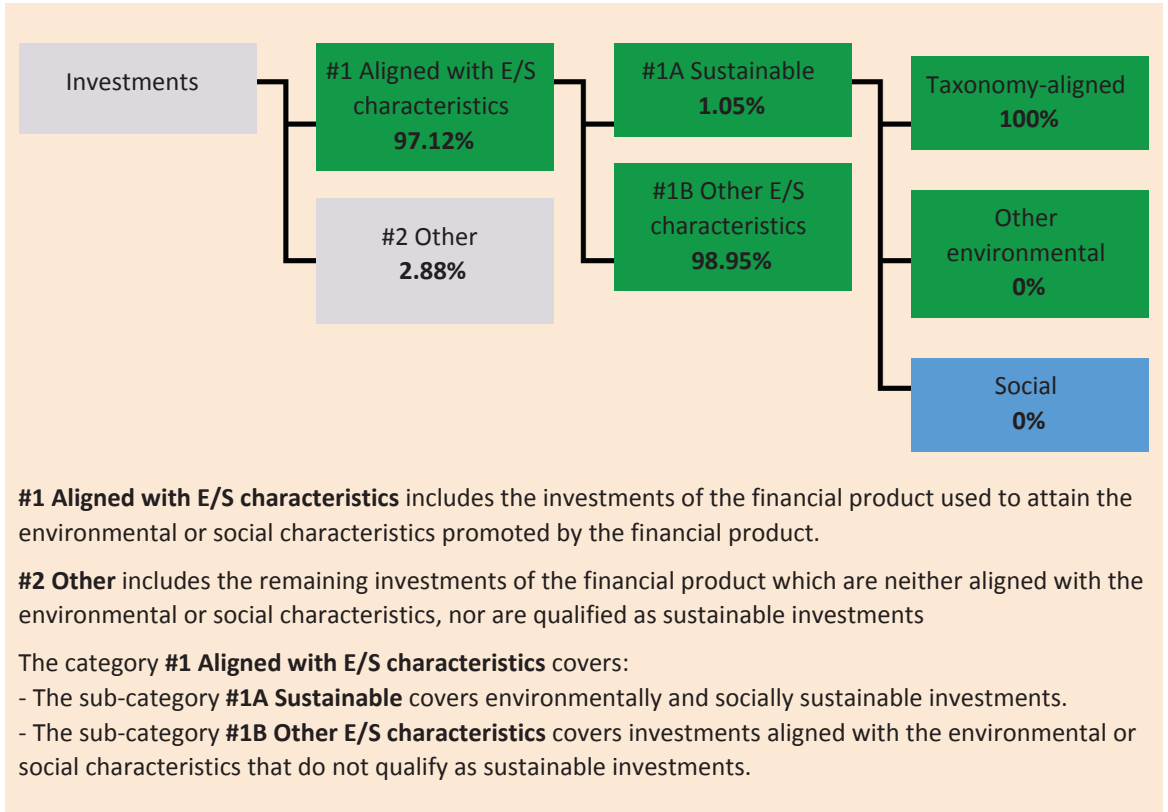 Investments
#1 Aligned with E/S
characteristics
97.12%
#2 Other
2.88%
#1A Sustainable
1.05%
#1B Other E/S
characteristics
98.95%
Taxonomy-aligned
100%
Other
environmental
0%
Social
0%
#1 Aligned with E/S characteristics includes the investments of the financial product used to attain the
environmental or social characteristics promoted by the financial product.
#2 Other includes the remaining investments of the financial product which are neither aligned with the
environmental or social characteristics, nor are qualified as sustainable investments
The category #1 Aligned with E/S characteristics covers:
- The sub-category #1A Sustainable covers environmentally and socially sustainable investments.
- The sub-category #1B Other E/S characteristics covers investments aligned with the environmental or
social characteristics that do not qualify as sustainable investments.